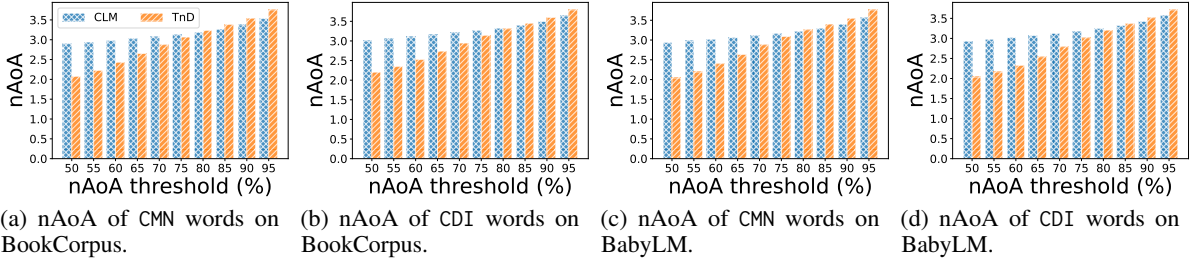 CLM TnD
nAoA
3.5
3.0
2.5
2.0
1.5
1.0
0.5
0.0
50 55 60 65 70 75 80 85 90 95
nAoA threshold (%)
(a) nAoA of CMN words on
BookCorpus.
nAoA
3.5
3.0
2.5
2.0
1.5
1.0
0.5
0.0
50 55 60 65 70 75 80 85 90 95
nAoA threshold (%)
(b) nAoA of CDI words on
BookCorpus.
nAoA
3.5
3.0
2.5
2.0
1.5
1.0
0.5
0.0
50 55 60 65 70 75 80 85 90 95
nAoA threshold (%)
(c) nAoA of CMN words on
BabyLM.
nAoA
3.5
3.0
2.5
2.0
1.5
1.0
0.5
0.0
50 55 60 65 70 75 80 85 90 95
nAoA threshold (%)
(d) nAoA of CDI words on
BabyLM.